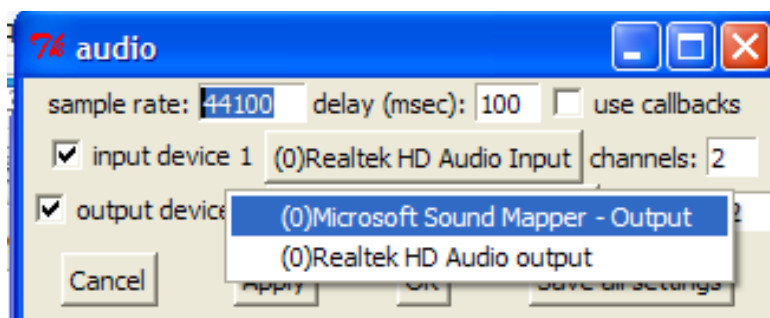 audio
sample rate: 44100 delay (msec): 100 use callbacks
input device 1 (0)Realtek HD Audio Input channels: 2
output device
(0)Microsoft Sound Mapper - Output
(0)Realtek HD Audio output
Cancel Apply OK Save all settings